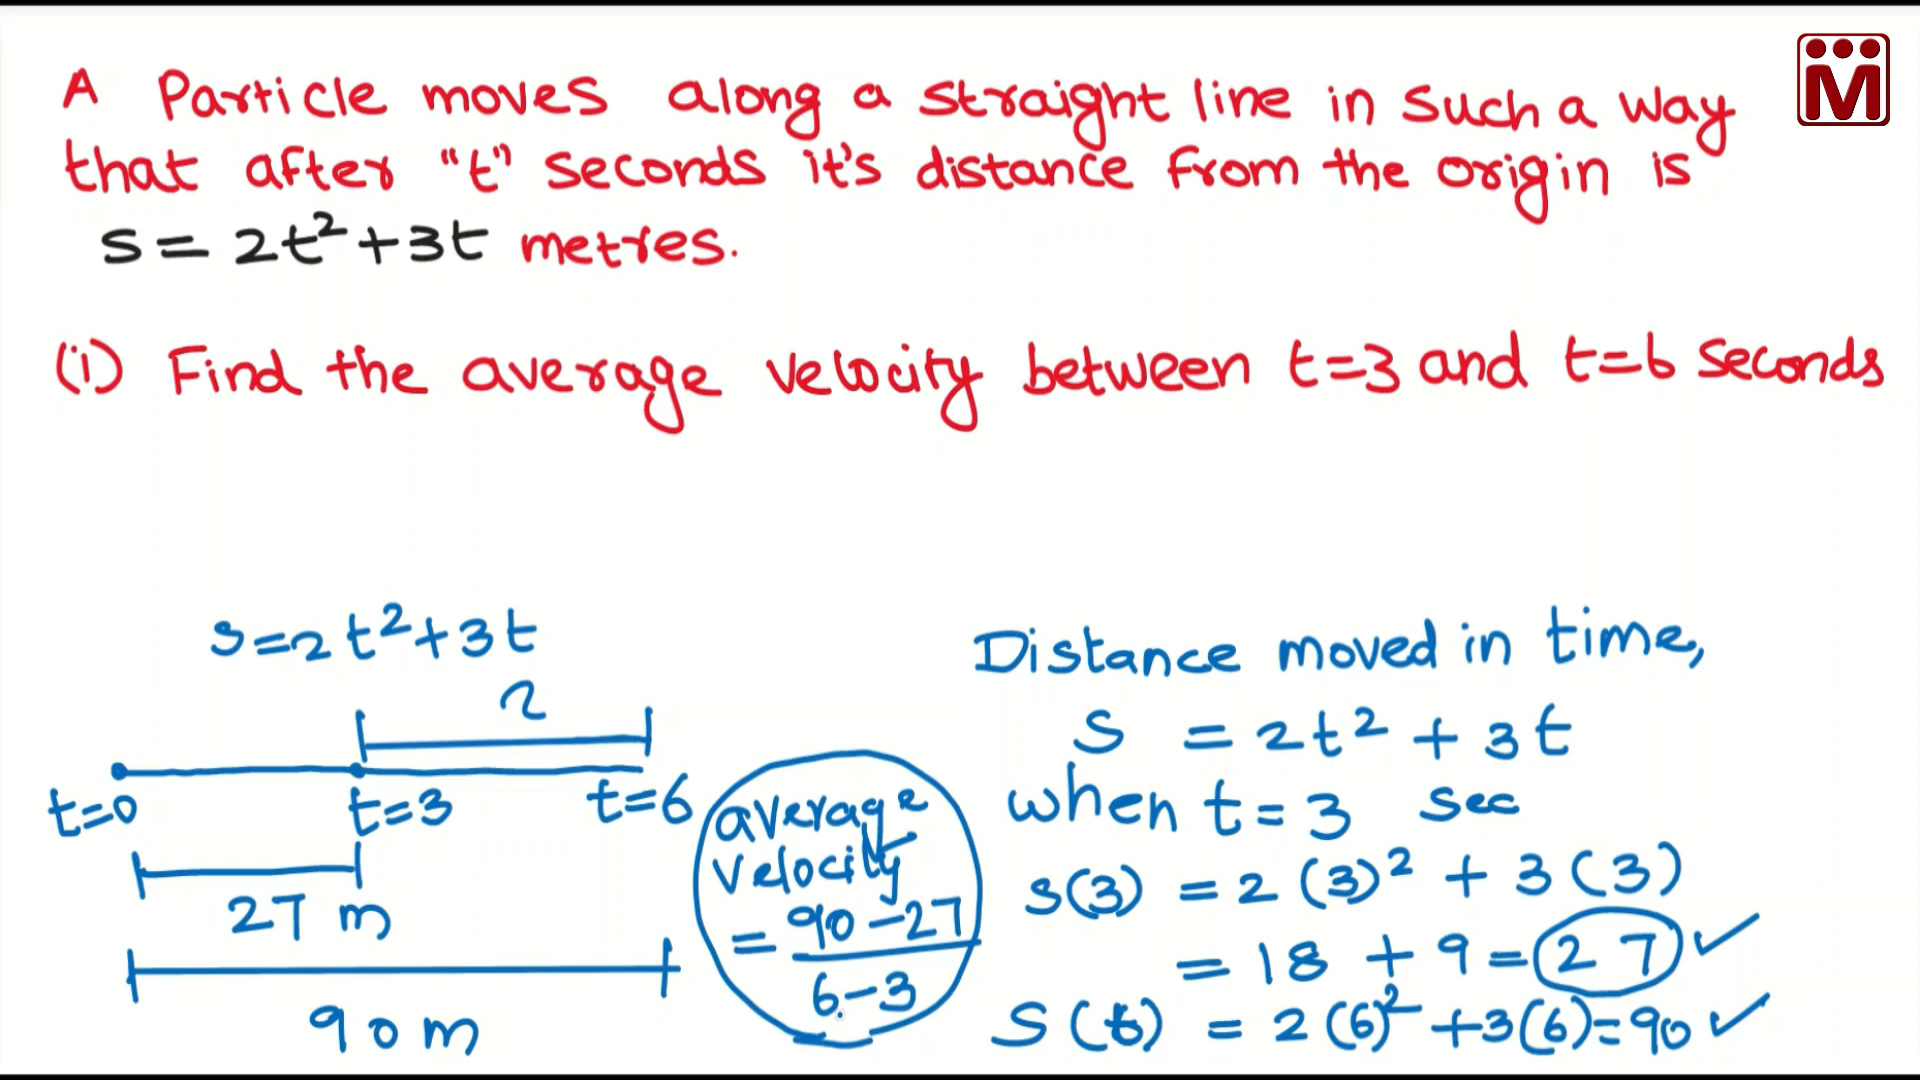 M
A Particle moves along a straight line in such a way
that after "t" seconds it's distance from the origin is
s = 2t² + 3t metres.
(i) Find the average velocity between t=3 and t=6 seconds
s=2t²+3t
2
t=0
t=3
t=6
27 m
90 m
average
velocity
= 90-27
6-3
Distance moved in time,
S = 2t² + 3t
when t = 3 sec
s(3) = 2 (3)² + 3 (3)
= 18 + 9 = 27 ✓
S (6) = 2 (6)² +3(6)=90 ✓